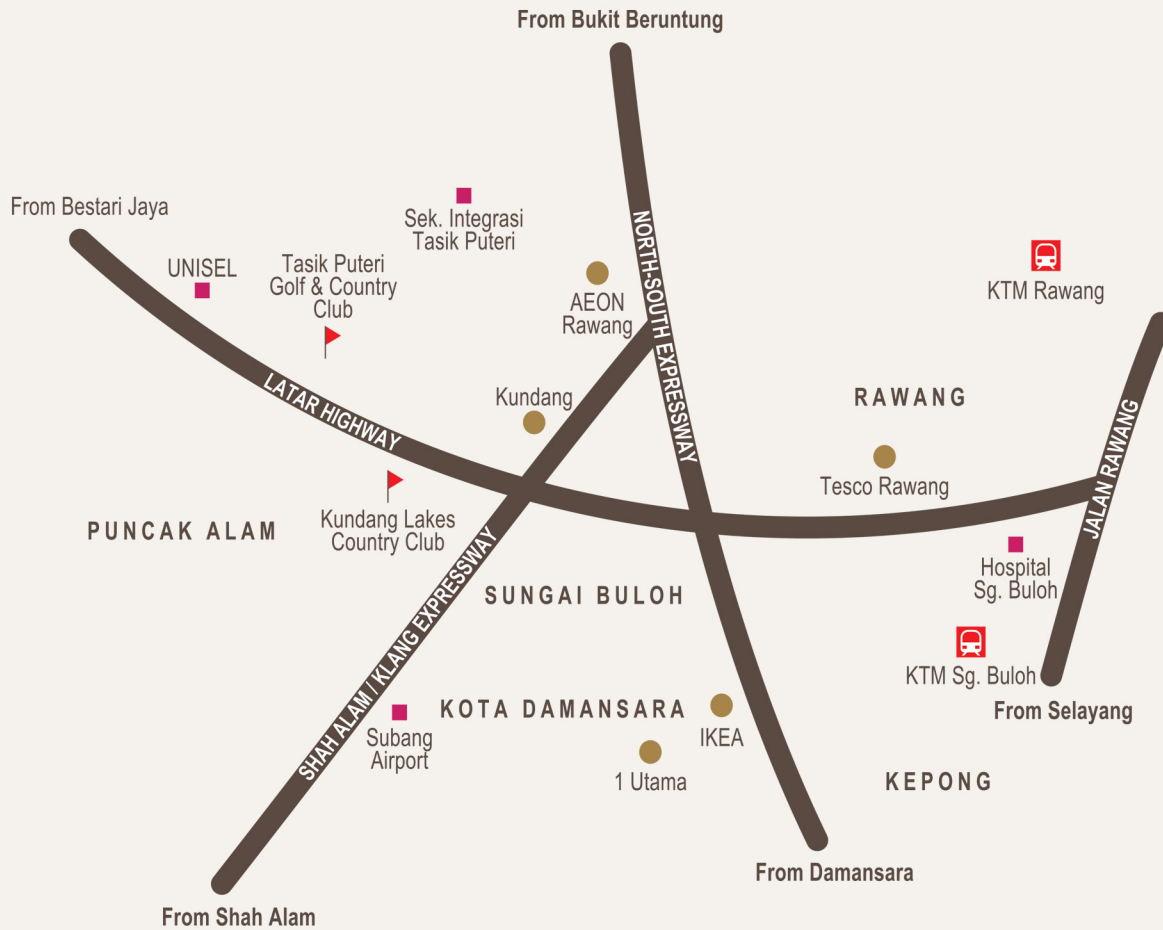 From Bukit Beruntung
From Bestari Jaya
Sek. Integrasi
Tasik Puteri
UNISEL
Tasik Puteri
Golf & Country
Club
AEON
Rawang
NORTH-SOUTH EXPRESSWAY
KTM Rawang
LATAR HIGHWAY
Kundang
RAWANG
Tesco Rawang
JALAN RAWANG
PUNCAK ALAM
Kundang Lakes
Country Club
SHAH ALAM / KLANG EXPRESSWAY
SUNGAI BULOH
Hospital
Sg. Buloh
KTM Sg. Buloh
From Selayang
KOTA DAMANSARA
Subang
Airport
IKEA
1 Utama
KEPONG
From Damansara
From Shah Alam